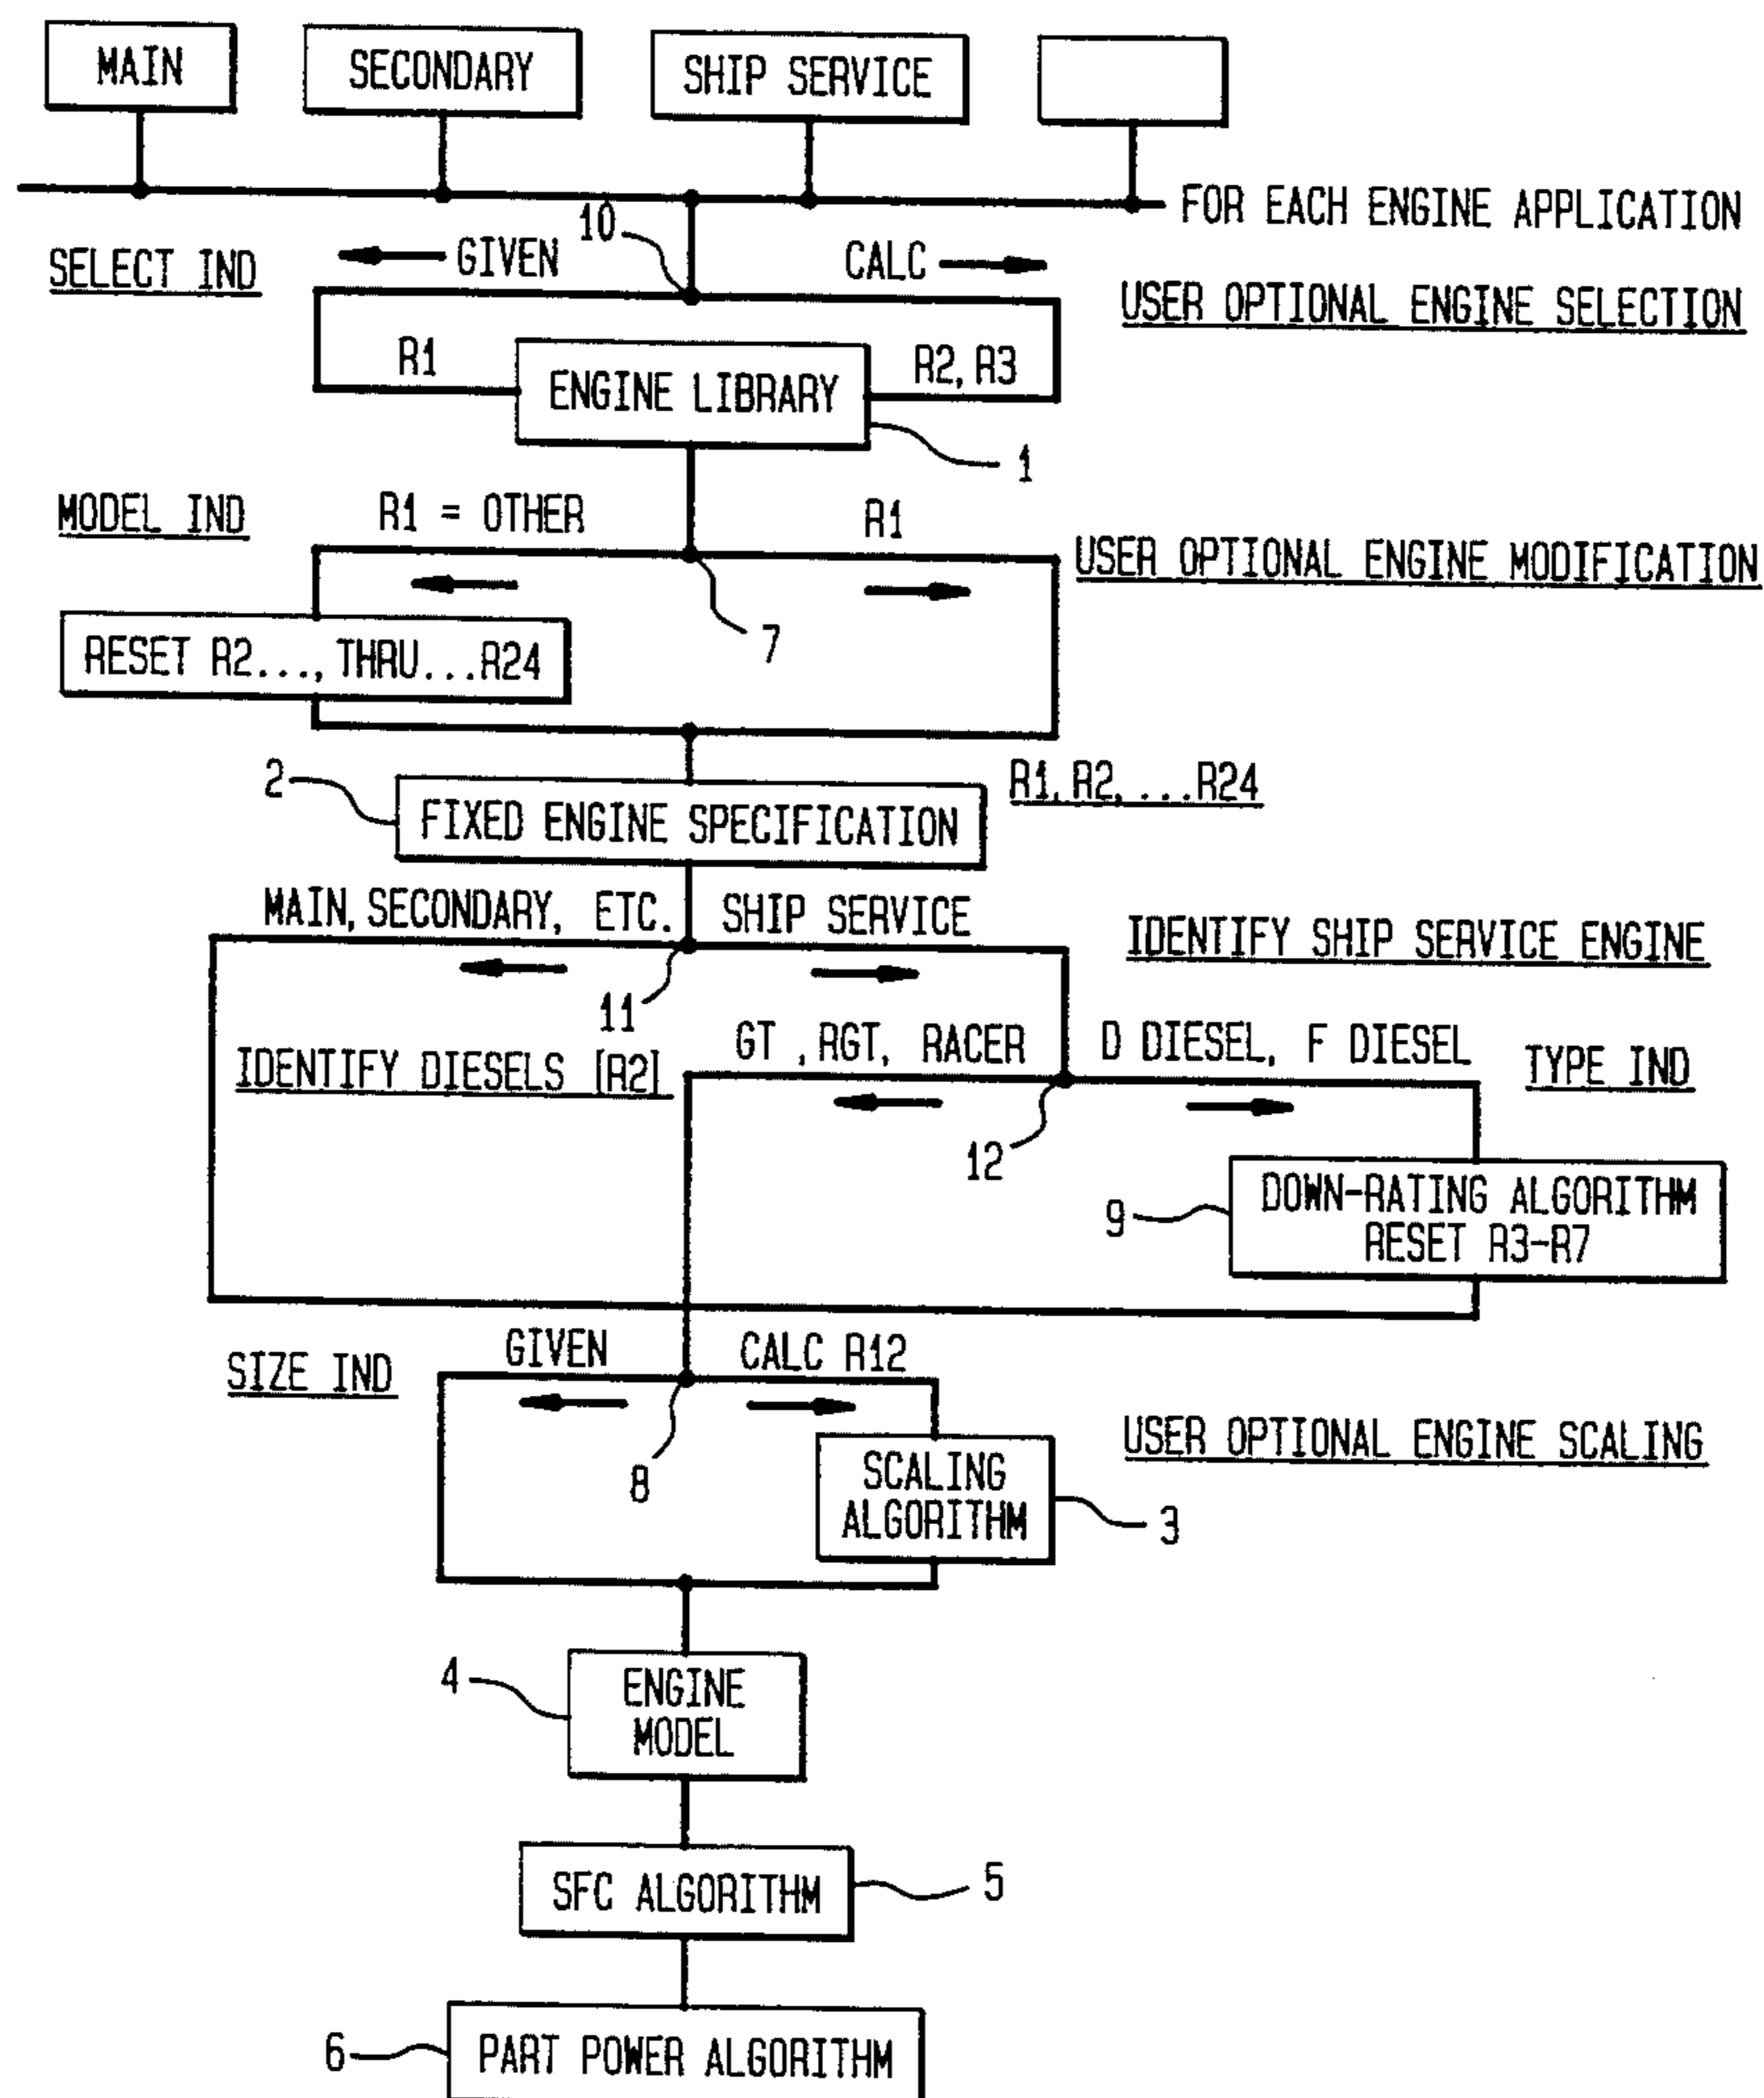 MAIN
SECONDARY
SHIP SERVICE
FOR EACH ENGINE APPLICATION
10
SELECT IND
GIVEN
CALC
USER OPTIONAL ENGINE SELECTION
R1
ENGINE LIBRARY
R2, R3
1
MODEL IND
R1 = OTHER
R1
USER OPTIONAL ENGINE MODIFICATION
7
RESET R2..., THRU...R24
2
FIXED ENGINE SPECIFICATION
R1, R2, ...R24
MAIN, SECONDARY, ETC.
SHIP SERVICE
IDENTIFY SHIP SERVICE ENGINE
11
IDENTIFY DIESELS [R2]
GT , RGT, RACER
D DIESEL, F DIESEL
TYPE IND
12
9
DOWN-RATING ALGORITHM
RESET R3-R7
SIZE IND
GIVEN
CALC R12
USER OPTIONAL ENGINE SCALING
8
SCALING
ALGORITHM
3
4
ENGINE
MODEL
SFC ALGORITHM
5
6
PART POWER ALGORITHM